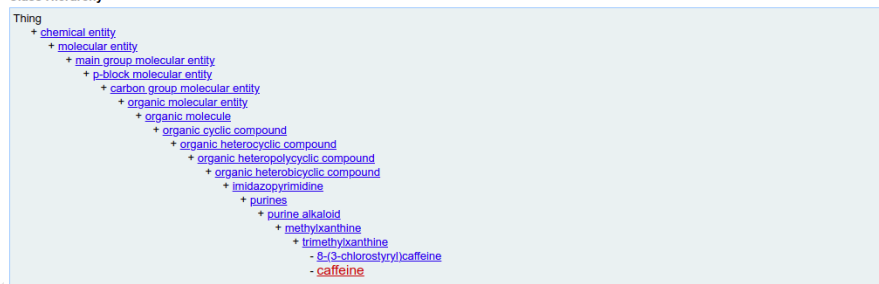 Thing
+ chemical entity
+ molecular entity
+ main group molecular entity
+ p-block molecular entity
+ carbon group molecular entity
+ organic molecular entity
+ organic molecule
+ organic cyclic compound
+ organic heterocyclic compound
+ organic heteropolycyclic compound
+ organic heterobicyclic compound
+ imidazopyrimidine
+ purines
+ purine alkaloid
+ methylxanthine
+ trimethylxanthine
- 8-(3-chlorostyryl)caffeine
- caffeine